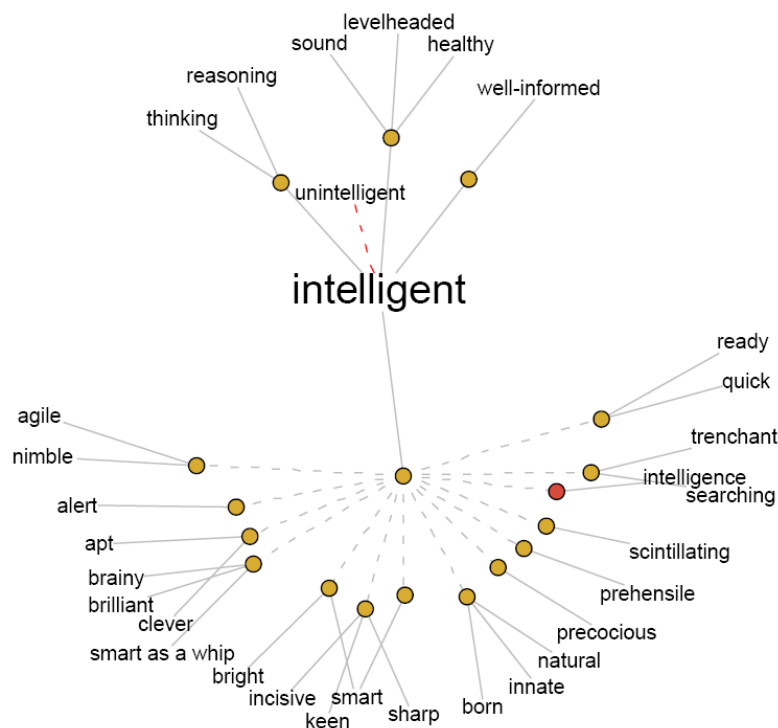 levelheaded
sound
healthy
reasoning
well-informed
thinking
unintelligent
intelligent
ready
quick
agile
trenchant
nimble
intelligence
searching
alert
apt
scintillating
brainy
prehensile
brilliant
clever
precocious
smart as a whip
natural
bright
innate
incisive
smart
born
sharp
keen